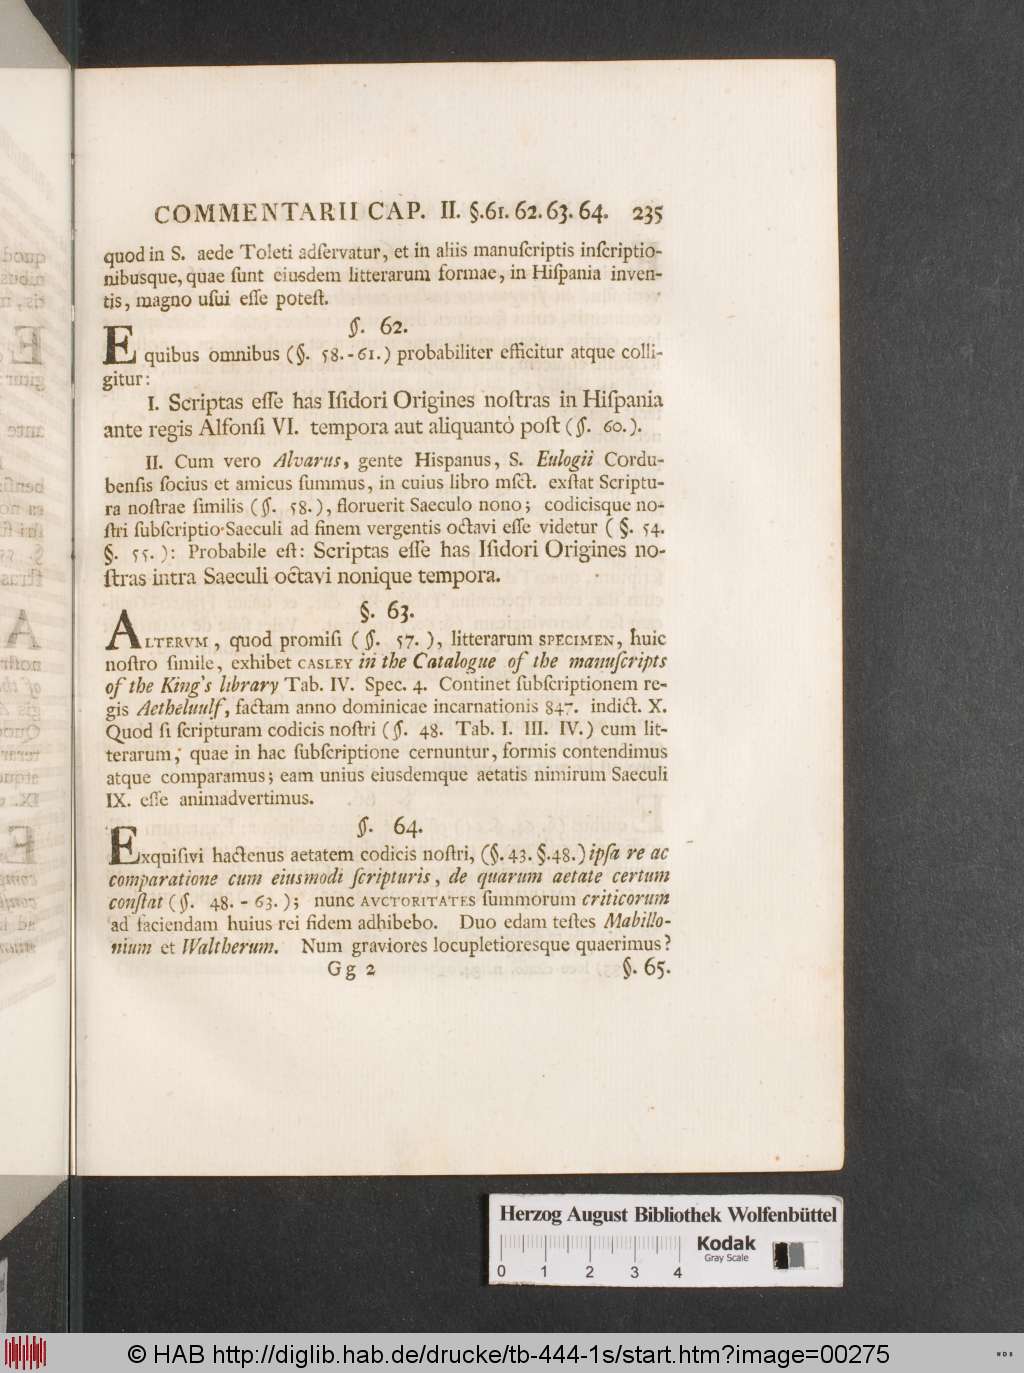 COMMENTARII CAP. II. §.61. 62. 63. 64. 235
quod in S. aede Toleti adſervatur, et in aliis manuſcriptis inſcriptio-
nibusque, quae ſunt eiusdem litterarum formae, in Hiſpania inven-
tis, magno uſui eſſe poteſt.
§. 62.
E quibus omnibus (§. 58.-61.) probabiliter efficitur atque colli-
gitur:
I. Scriptas eſſe has Iſidori Origines noſtras in Hiſpania
ante regis Alfonſi VI. tempora aut aliquantò poſt (§. 60.).
II. Cum vero Alvarus, gente Hispanus, S. Eulogii Cordu-
benſis ſocius et amicus ſummus, in cuius libro mſct. exſtat Scriptu-
ra noſtrae ſimilis (§. 58.), floruerit Saeculo nono; codicisque no-
ſtri ſubſcriptio Saeculi ad finem vergentis octavi eſſe videtur (§. 54.
§. 55.): Probabile eſt: Scriptas eſſe has Iſidori Origines no-
ſtras intra Saeculi octavi nonique tempora.
§. 63.
ALTERVM, quod promiſi (§. 57.), litterarum SPECIMEN, huic
noſtro ſimile, exhibet CASLEY in the Catalogue of the manuſcripts
of the King's library Tab. IV. Spec. 4. Continet ſubſcriptionem re-
gis Aetheluulf, factam anno dominicae incarnationis 847. indict. X.
Quod ſi ſcripturam codicis noſtri (§. 48. Tab. I. III. IV.) cum lit-
terarum, quae in hac ſubſcriptione cernuntur, formis contendimus
atque comparamus; eam unius eiusdemque aetatis nimirum Saeculi
IX. eſſe animadvertimus.
§. 64.
Exquiſivi hactenus aetatem codicis noſtri, (§. 43. §.48.) ipſa re ac
comparatione cum eiusmodi ſcripturis, de quarum aetate certum
conſtat (§. 48. - 63.); nunc AVCTORITATES ſummorum criticorum
ad faciendam huius rei fidem adhibebo. Duo edam teſtes Mabillo-
nium et Waltherum. Num graviores locupletioresque quaerimus?
Gg 2 §. 65.
Herzog August Bibliothek Wolfenbüttel
Kodak
Gray Scale
0 1 2 3 4
© HAB http://diglib.hab.de/drucke/tb-444-1s/start.htm?image=00275